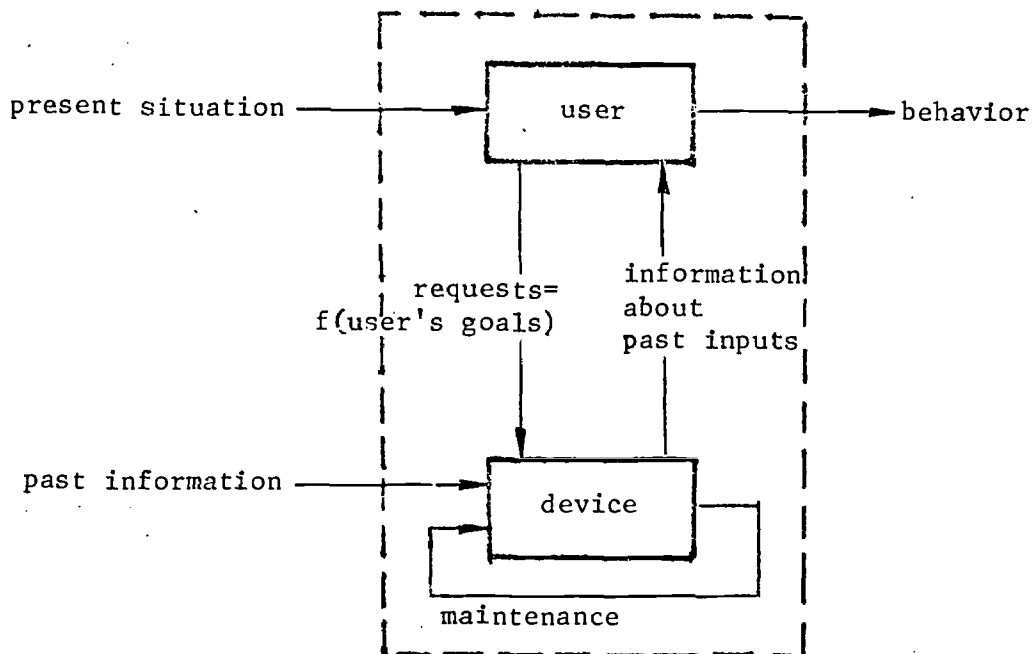 present situation
user
behavior
requests=
f(user's goals)
information
about
past inputs
past information
device
maintenance